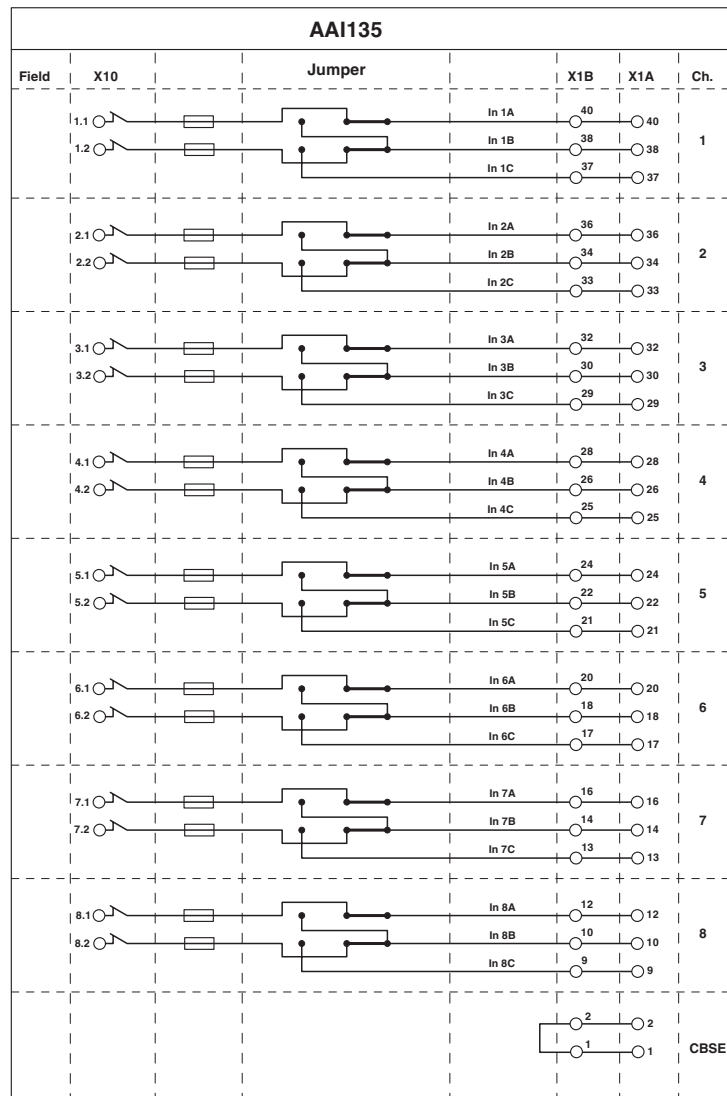 AAI135
Field X10 Jumper X1B X1A Ch.
1.1 In 1A 40 40
1.2 In 1B 38 38 1
In 1C 37 37
2.1 In 2A 36 36
2.2 In 2B 34 34 2
In 2C 33 33
3.1 In 3A 32 32
3.2 In 3B 30 30 3
In 3C 29 29
4.1 In 4A 28 28
4.2 In 4B 26 26 4
In 4C 25 25
5.1 In 5A 24 24
5.2 In 5B 22 22 5
In 5C 21 21
6.1 In 6A 20 20
6.2 In 6B 18 18 6
In 6C 17 17
7.1 In 7A 16 16
7.2 In 7B 14 14 7
In 7C 13 13
8.1 In 8A 12 12
8.2 In 8B 10 10 8
In 8C 9 9
2 2
1 1 CBSE